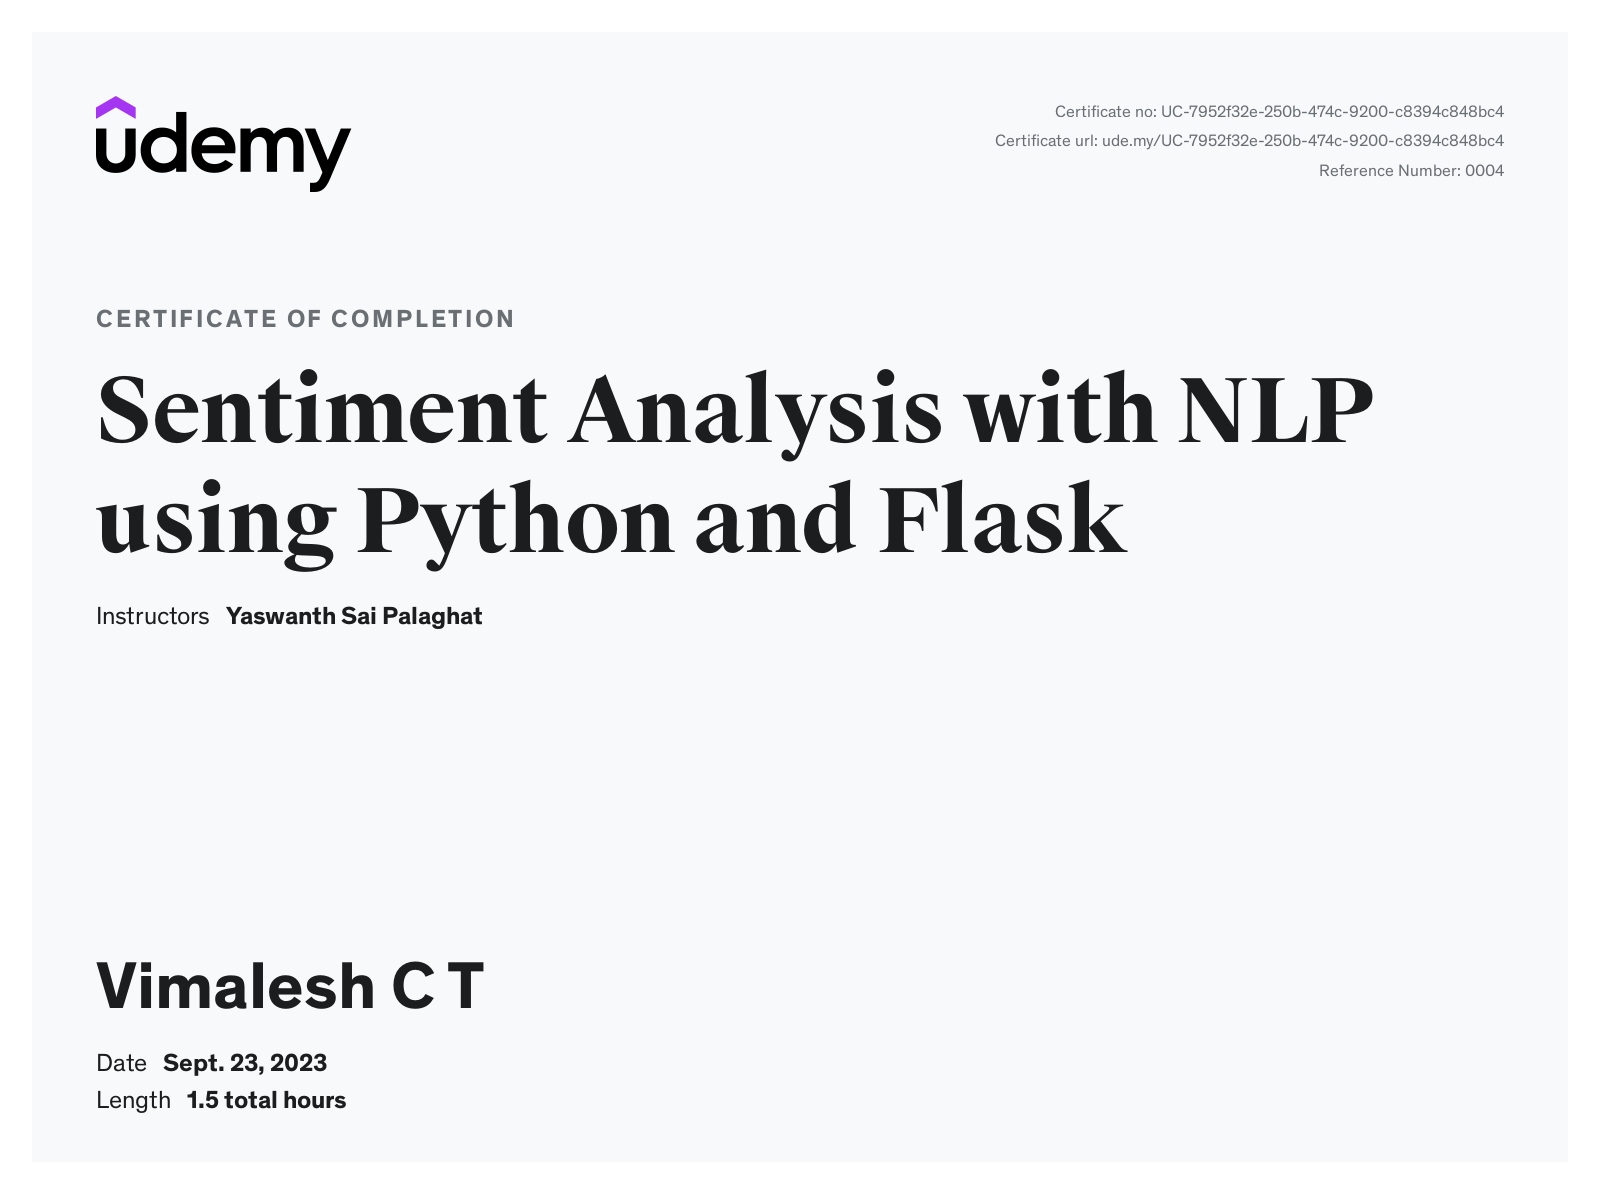 udemy
Certificate no: UC-7952f32e-250b-474c-9200-c8394c848bc4
Certificate url: ude.my/UC-7952f32e-250b-474c-9200-c8394c848bc4
Reference Number: 0004
CERTIFICATE OF COMPLETION
Sentiment Analysis with NLP
using Python and Flask
Instructors Yaswanth Sai Palaghat
Vimalesh C T
Date Sept. 23, 2023
Length 1.5 total hours